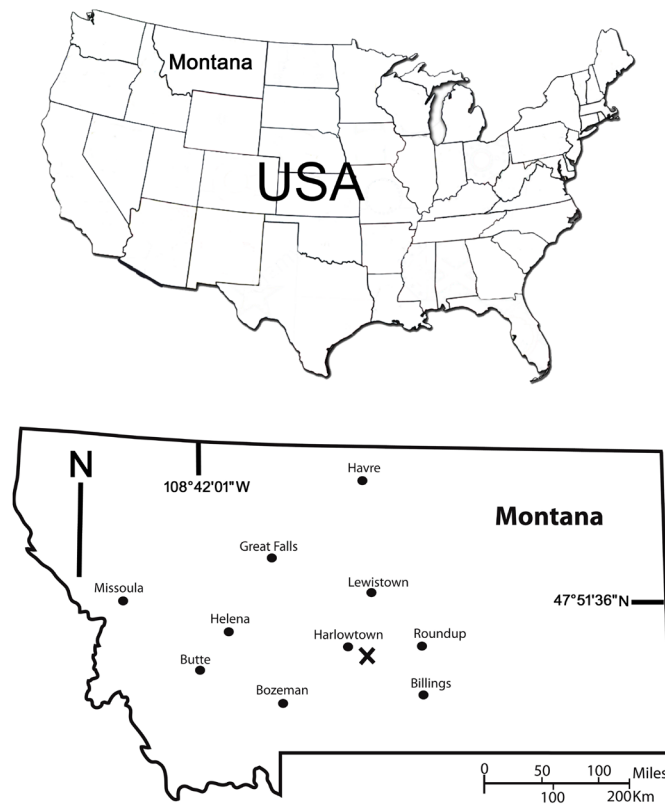 Montana
USA
N
108°42'01"W
Havre
Montana
Great Falls
Lewistown
Missoula
47°51'36"N
Helena
Harlowtown
Roundup
Butte
Billings
Bozeman
0 50 100 Miles
100 200Km